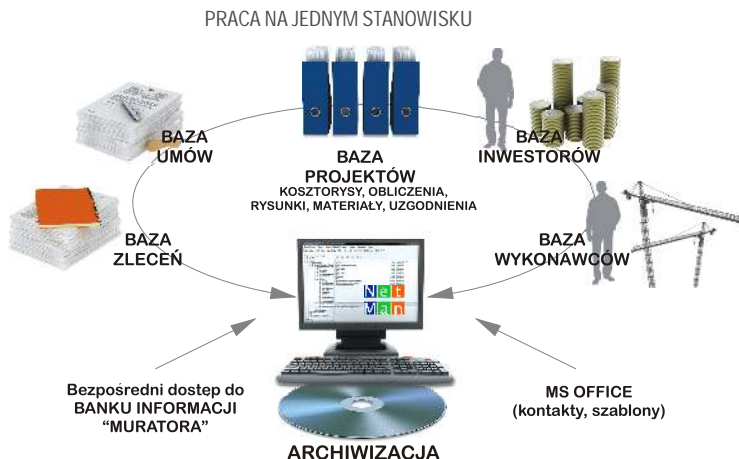 PRACA NA JEDNYM STANOWISKU
BAZA
UMÓW
BAZA
PROJEKTÓW
KOSZTORYSY, OBLICZENIA,
RYSUNKI, MATERIAŁY, UZGODNIENIA
BAZA
INWESTORÓW
BAZA
ZLECEŃ
BAZA
WYKONAWCÓW
Net
Man
Bezpośredni dostęp do
BANKU INFORMACJI
“MURATORA”
MS OFFICE
(kontakty, szablony)
ARCHIWIZACJA